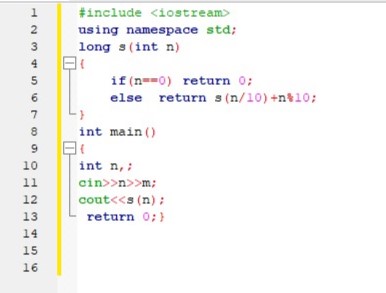 1 #include <iostream>
2 using namespace std;
3 long s(int n)
4 {
5 if(n==0) return 0;
6 else return s(n/10)+n%10;
7 }
8 int main()
9 {
10 int n,;
11 cin>>n>>m;
12 cout<<s(n);
13 return 0;}
14
15
16